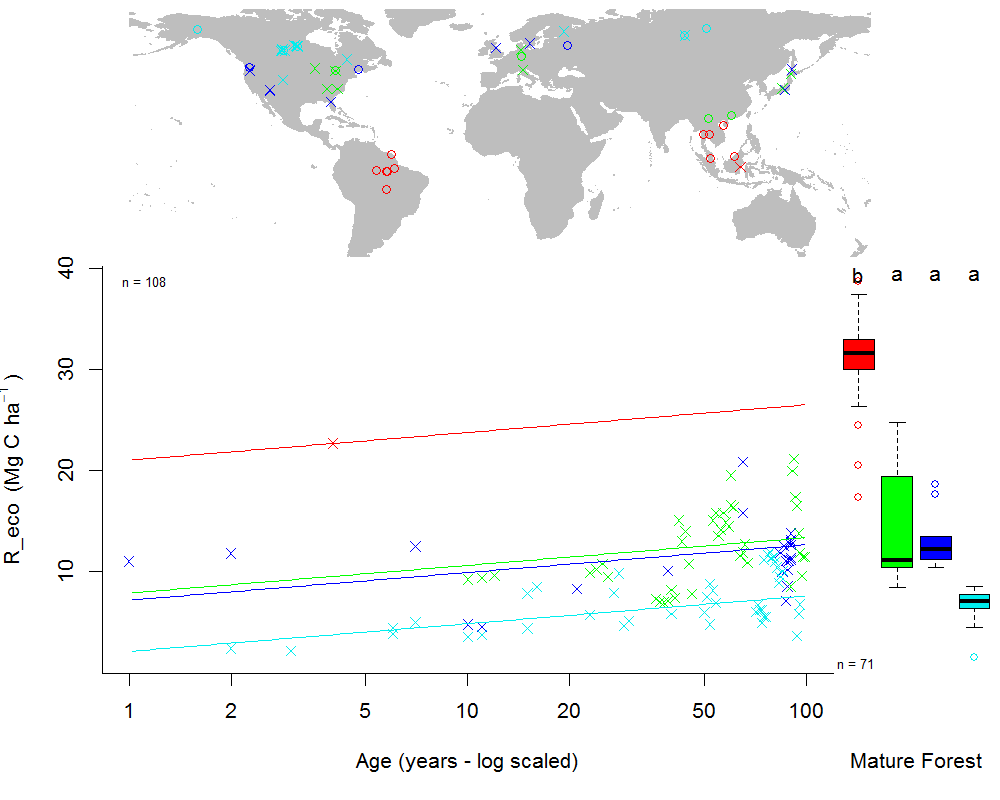 n = 108
b a a a
40
30
20
10
R_eco (Mg C ha⁻¹ )
n = 71
1 2 5 10 20 50 100
Age (years - log scaled)
Mature Forest